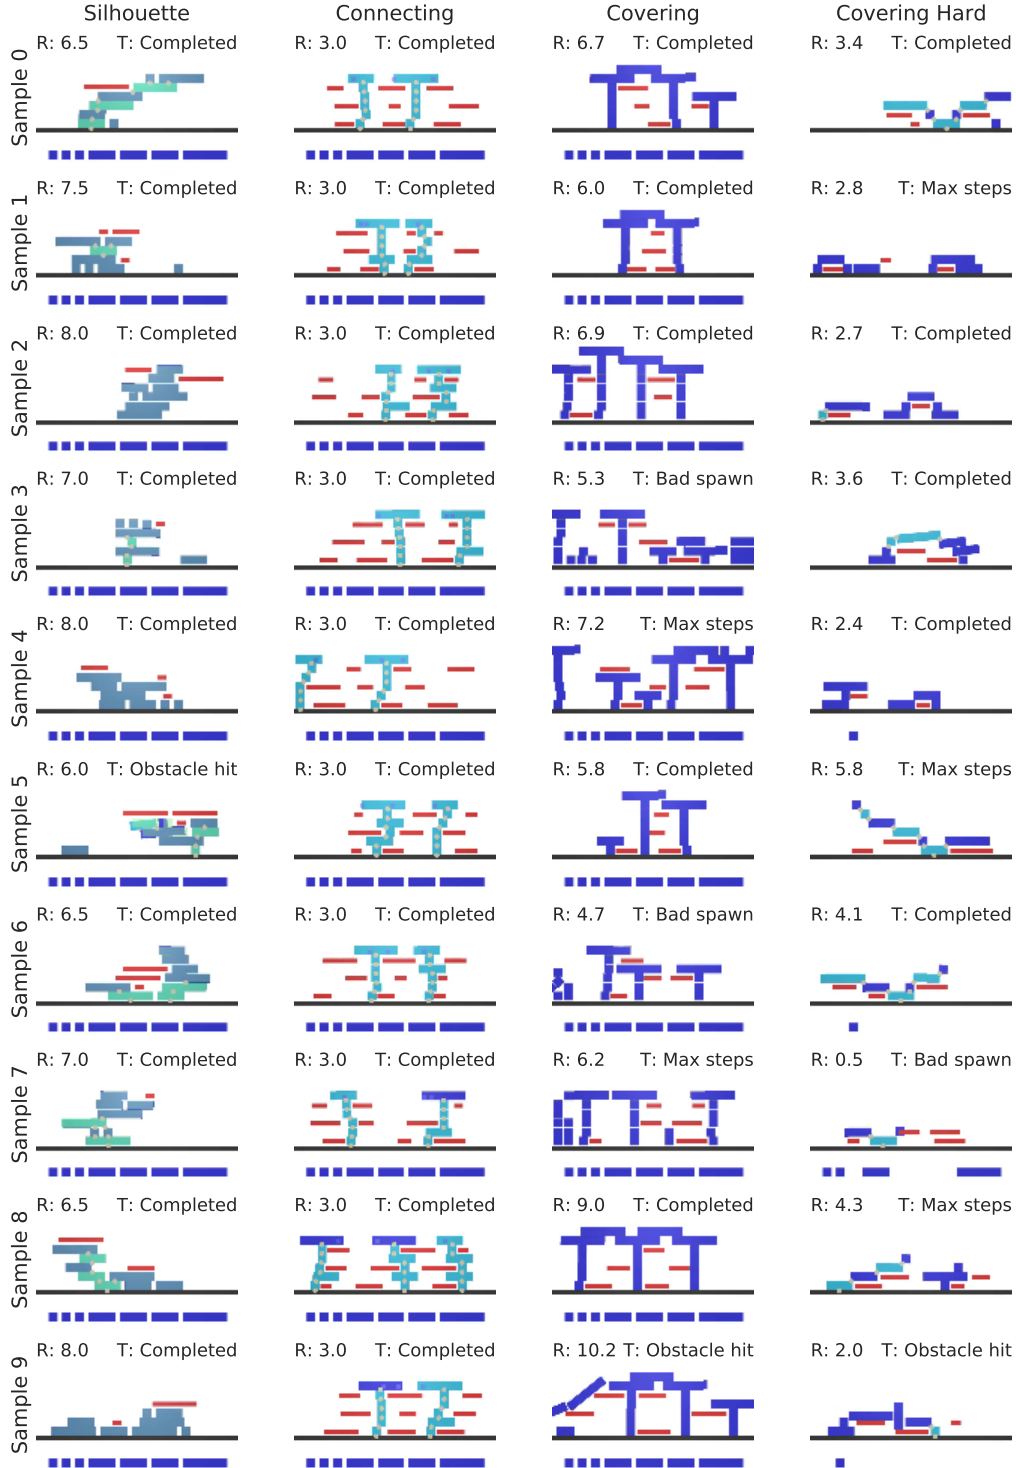 Silhouette Connecting Covering Covering Hard
Sample 0
R: 6.5 T: Completed R: 3.0 T: Completed R: 6.7 T: Completed R: 3.4 T: Completed
Sample 1
R: 7.5 T: Completed R: 3.0 T: Completed R: 6.0 T: Completed R: 2.8 T: Max steps
Sample 2
R: 8.0 T: Completed R: 3.0 T: Completed R: 6.9 T: Completed R: 2.7 T: Completed
Sample 3
R: 7.0 T: Completed R: 3.0 T: Completed R: 5.3 T: Bad spawn R: 3.6 T: Completed
Sample 4
R: 8.0 T: Completed R: 3.0 T: Completed R: 7.2 T: Max steps R: 2.4 T: Completed
Sample 5
R: 6.0 T: Obstacle hit R: 3.0 T: Completed R: 5.8 T: Completed R: 5.8 T: Max steps
Sample 6
R: 6.5 T: Completed R: 3.0 T: Completed R: 4.7 T: Bad spawn R: 4.1 T: Completed
Sample 7
R: 7.0 T: Completed R: 3.0 T: Completed R: 6.2 T: Max steps R: 0.5 T: Bad spawn
Sample 8
R: 6.5 T: Completed R: 3.0 T: Completed R: 9.0 T: Completed R: 4.3 T: Max steps
Sample 9
R: 8.0 T: Completed R: 3.0 T: Completed R: 10.2 T: Obstacle hit R: 2.0 T: Obstacle hit